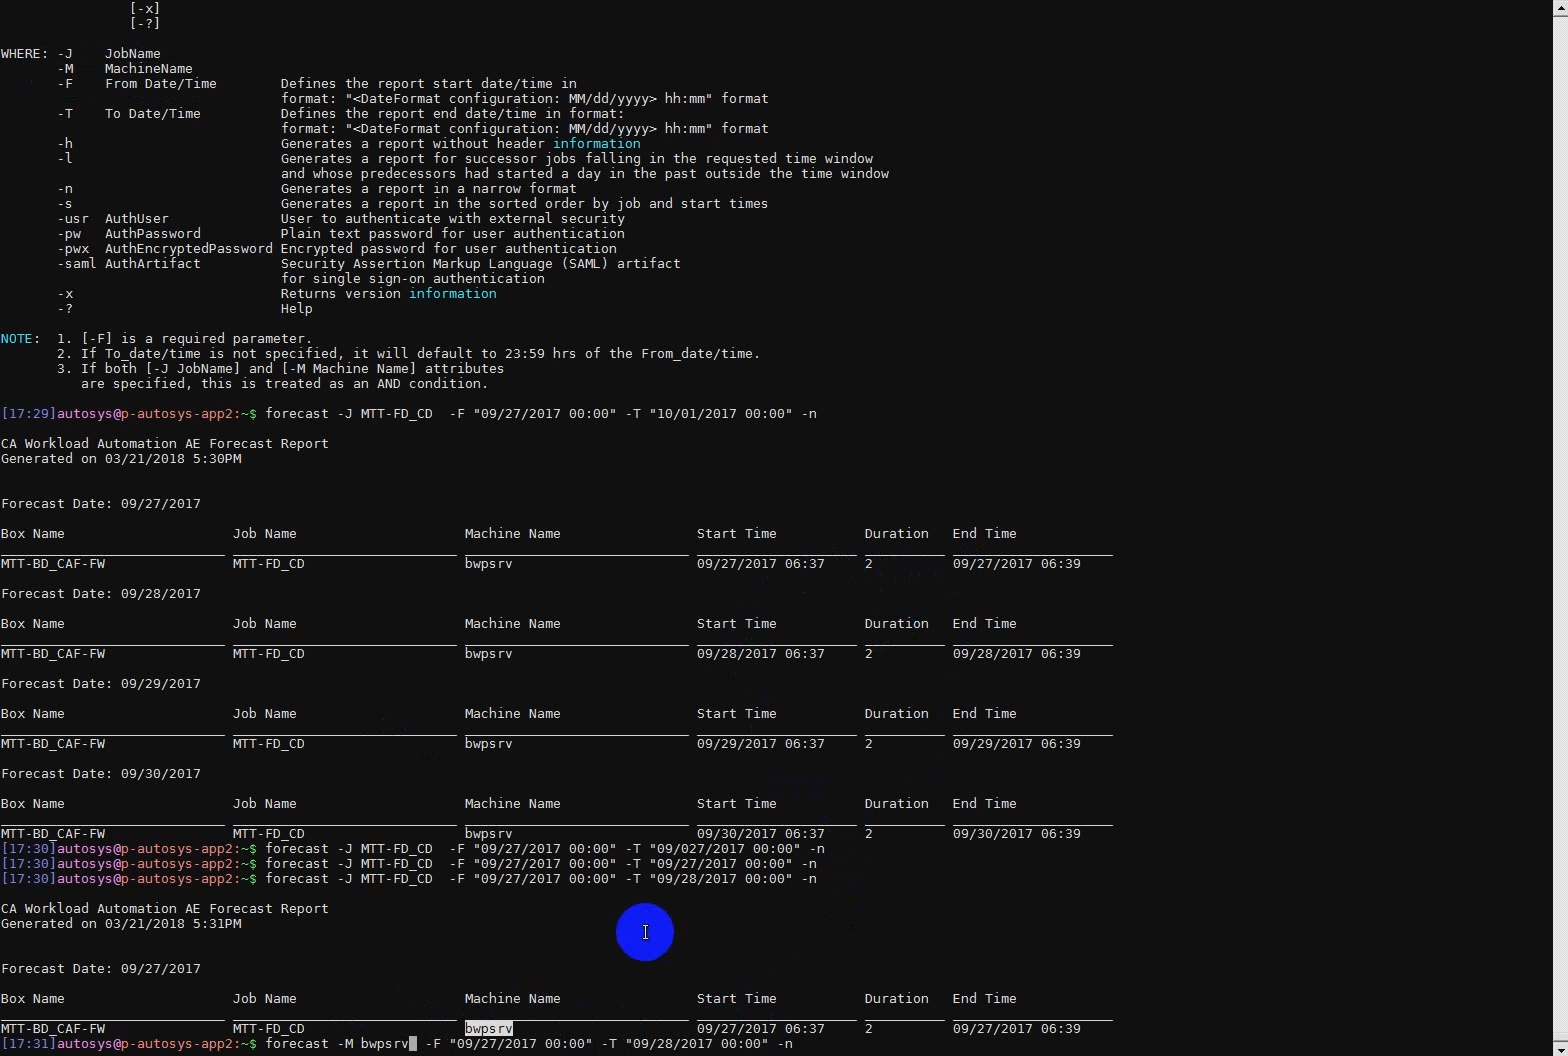 [-x]
[-?]
WHERE: -J JobName
-M MachineName
-F From Date/Time Defines the report start date/time in
format: "<DateFormat configuration: MM/dd/yyyy> hh:mm" format
-T To Date/Time Defines the report end date/time in format:
format: "<DateFormat configuration: MM/dd/yyyy> hh:mm" format
-h Generates a report without header information
-l Generates a report for successor jobs falling in the requested time window
and whose predecessors had started a day in the past outside the time window
-n Generates a report in a narrow format
-s Generates a report in the sorted order by job and start times
-usr AuthUser User to authenticate with external security
-pw AuthPassword Plain text password for user authentication
-pwx AuthEncryptedPassword Encrypted password for user authentication
-saml AuthArtifact Security Assertion Markup Language (SAML) artifact
for single sign-on authentication
-x Returns version information
-? Help
NOTE: 1. [-F] is a required parameter.
2. If To_date/time is not specified, it will default to 23:59 hrs of the From_date/time.
3. If both [-J JobName] and [-M Machine Name] attributes
are specified, this is treated as an AND condition.
[17:29]autosys@p-autosys-app2:~$ forecast -J MTT-FD_CD  -F "09/27/2017 00:00" -T "10/01/2017 00:00" -n
CA Workload Automation AE Forecast Report
Generated on 03/21/2018 5:30PM
Forecast Date: 09/27/2017
Box Name Job Name Machine Name Start Time Duration End Time
MTT-BD_CAF-FW MTT-FD_CD bwpsrv 09/27/2017 06:37 2 09/27/2017 06:39
Forecast Date: 09/28/2017
Box Name Job Name Machine Name Start Time Duration End Time
MTT-BD_CAF-FW MTT-FD_CD bwpsrv 09/28/2017 06:37 2 09/28/2017 06:39
Forecast Date: 09/29/2017
Box Name Job Name Machine Name Start Time Duration End Time
MTT-BD_CAF-FW MTT-FD_CD bwpsrv 09/29/2017 06:37 2 09/29/2017 06:39
Forecast Date: 09/30/2017
Box Name Job Name Machine Name Start Time Duration End Time
MTT-BD_CAF-FW MTT-FD_CD bwpsrv 09/30/2017 06:37 2 09/30/2017 06:39
[17:30]autosys@p-autosys-app2:~$ forecast -J MTT-FD_CD  -F "09/27/2017 00:00" -T "09/027/2017 00:00" -n
[17:30]autosys@p-autosys-app2:~$ forecast -J MTT-FD_CD  -F "09/27/2017 00:00" -T "09/27/2017 00:00" -n
[17:30]autosys@p-autosys-app2:~$ forecast -J MTT-FD_CD  -F "09/27/2017 00:00" -T "09/28/2017 00:00" -n
CA Workload Automation AE Forecast Report
Generated on 03/21/2018 5:31PM
Forecast Date: 09/27/2017
Box Name Job Name Machine Name Start Time Duration End Time
MTT-BD_CAF-FW MTT-FD_CD bwpsrv 09/27/2017 06:37 2 09/27/2017 06:39
[17:31]autosys@p-autosys-app2:~$ forecast -M bwpsrv -F "09/27/2017 00:00" -T "09/28/2017 00:00" -n